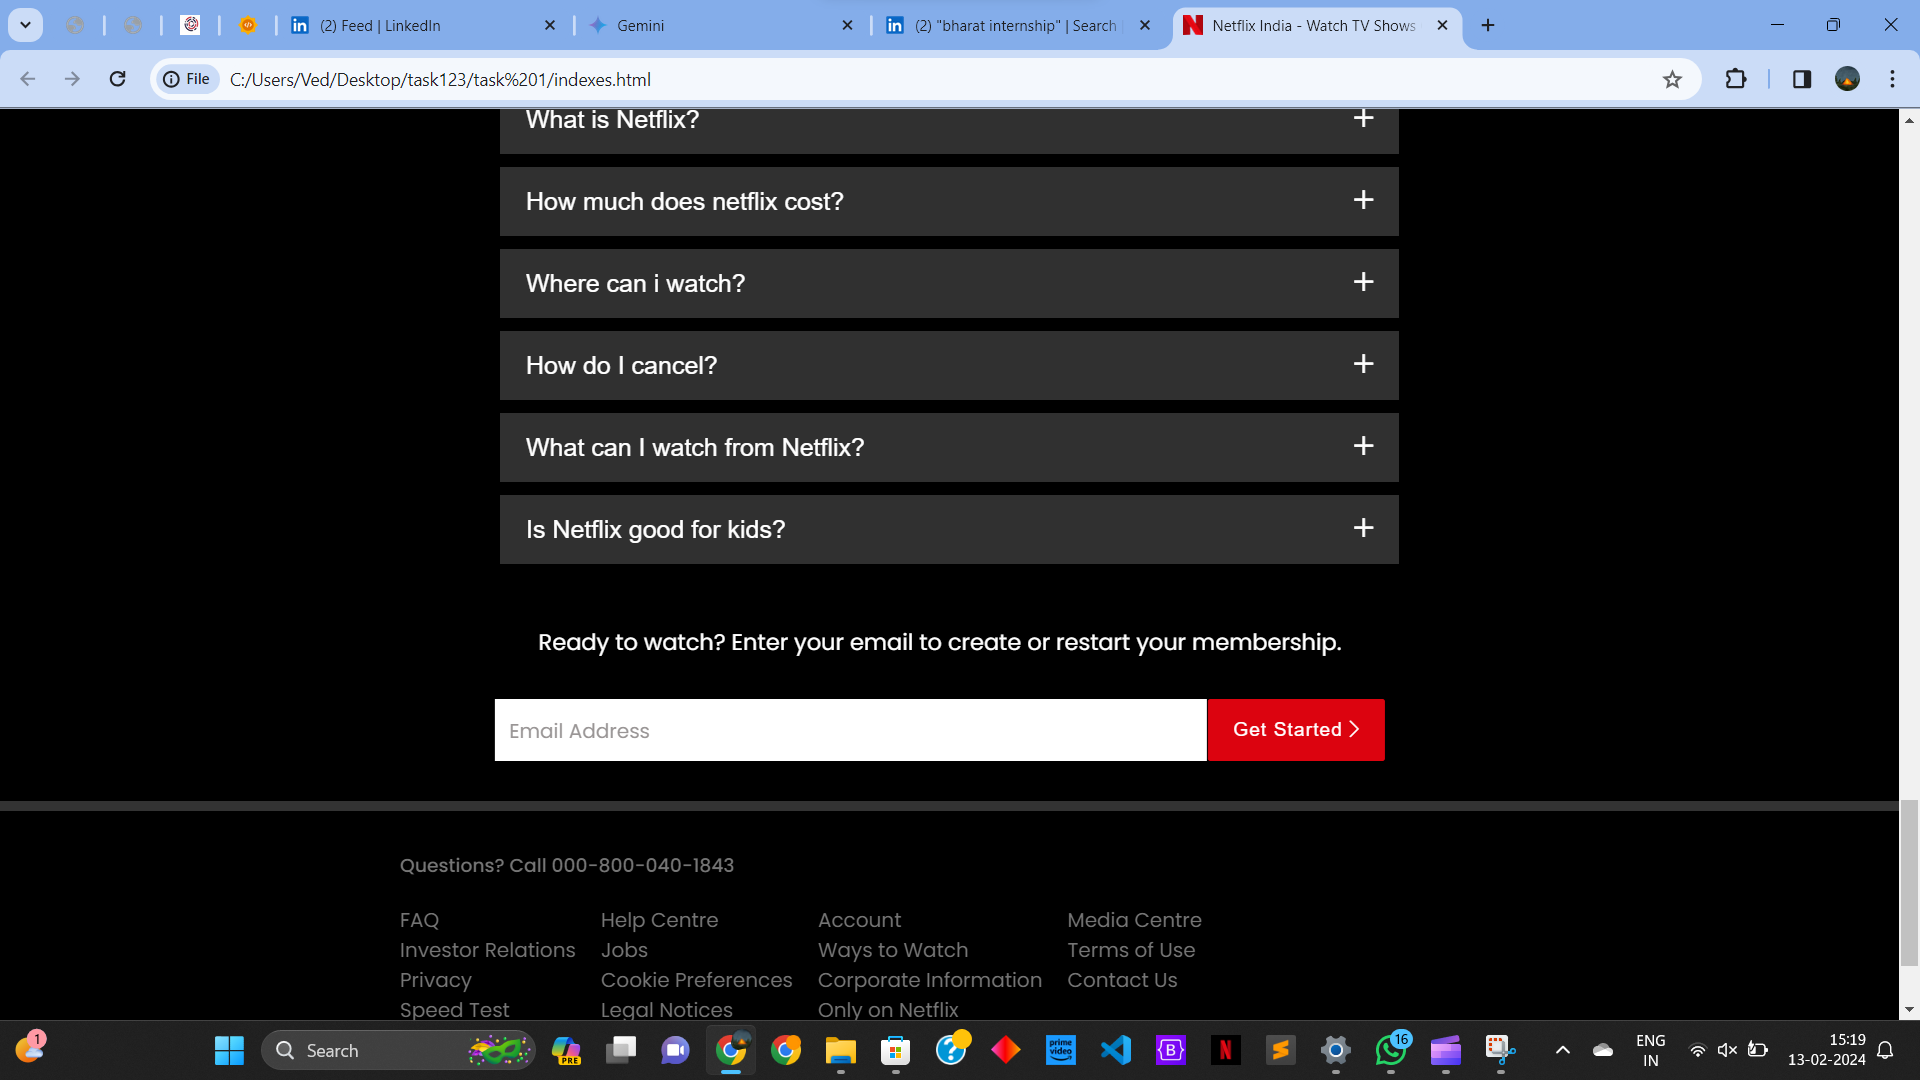 (2) Feed | LinkedIn
Gemini
(2) "bharat internship" | Search
Netflix India - Watch TV Shows
File
C:/Users/Ved/Desktop/task123/task%201/indexes.html
What is Netflix?
How much does netflix cost?
Where can i watch?
How do I cancel?
What can I watch from Netflix?
Is Netflix good for kids?
Ready to watch? Enter your email to create or restart your membership.
Email Address
Get Started
Questions? Call 000-800-040-1843
FAQ Help Centre Account Media Centre
Investor Relations Jobs Ways to Watch Terms of Use
Privacy Cookie Preferences Corporate Information Contact Us
Speed Test Legal Notices Only on Netflix
1
Search
PRE
prime video
B
N
16
ENG
IN
15:19
13-02-2024